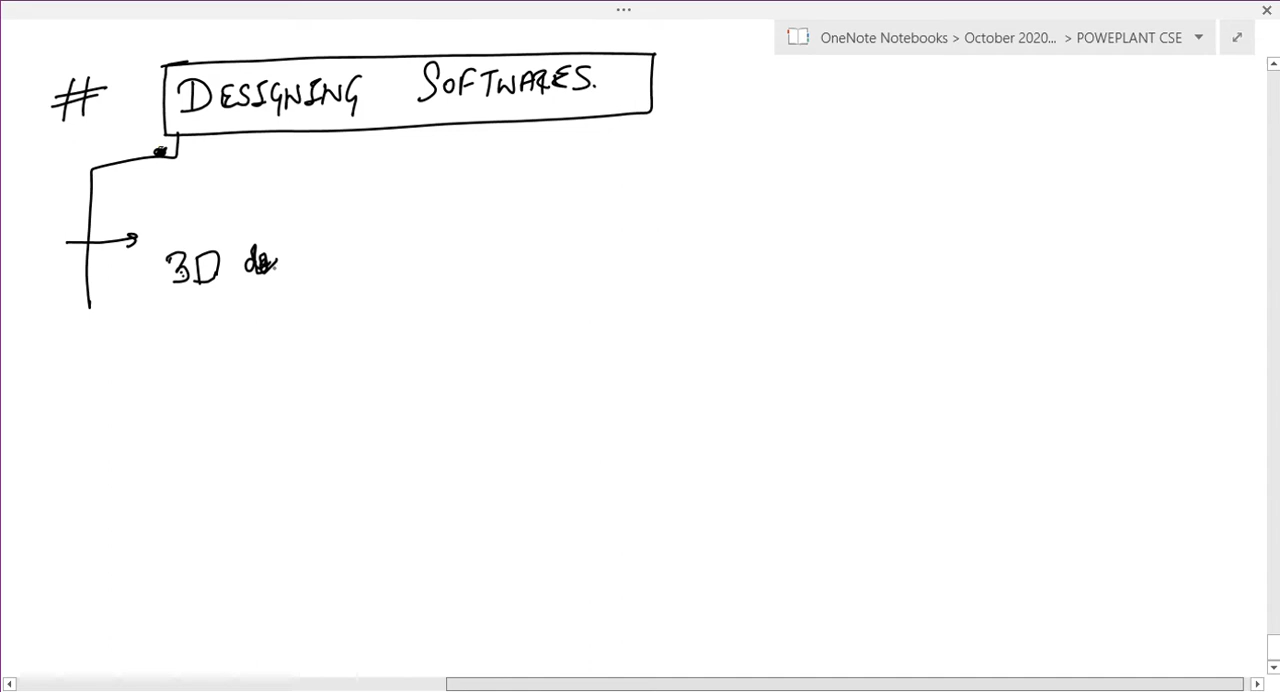 ...
OneNote Notebooks > October 2020... > POWEPLANT CSE
# DESIGNING SOFTWARES.
3D